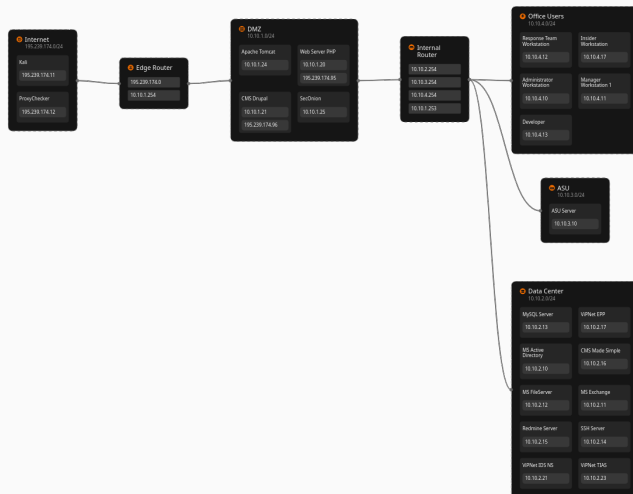 Internet
195.239.174.0/24
Kali
195.239.174.11
ProxyChecker
195.239.174.12
Edge Router
195.239.174.0
10.10.1.254
DMZ
10.10.1.0/24
Apache Tomcat
10.10.1.24
Web Server PHP
10.10.1.20
195.239.174.95
CMS Drupal
10.10.1.21
195.239.174.96
SecOnion
10.10.1.25
Internal
Router
10.10.2.254
10.10.3.254
10.10.4.254
10.10.1.253
Office Users
10.10.4.0/24
Response Team
Workstation
10.10.4.12
Insider
Workstation
10.10.4.17
Administrator
Workstation
10.10.4.10
Manager
Workstation 1
10.10.4.11
Developer
10.10.4.13
ASU
10.10.3.0/24
ASU Server
10.10.3.10
Data Center
10.10.2.0/24
MySQL Server
10.10.2.13
ViPNet EPP
10.10.2.17
MS Active
Directory
10.10.2.10
CMS Made Simple
10.10.2.16
MS FileServer
10.10.2.12
MS Exchange
10.10.2.11
Redmine Server
10.10.2.15
SSH Server
10.10.2.14
ViPNet IDS NS
10.10.2.21
ViPNet TIAS
10.10.2.23